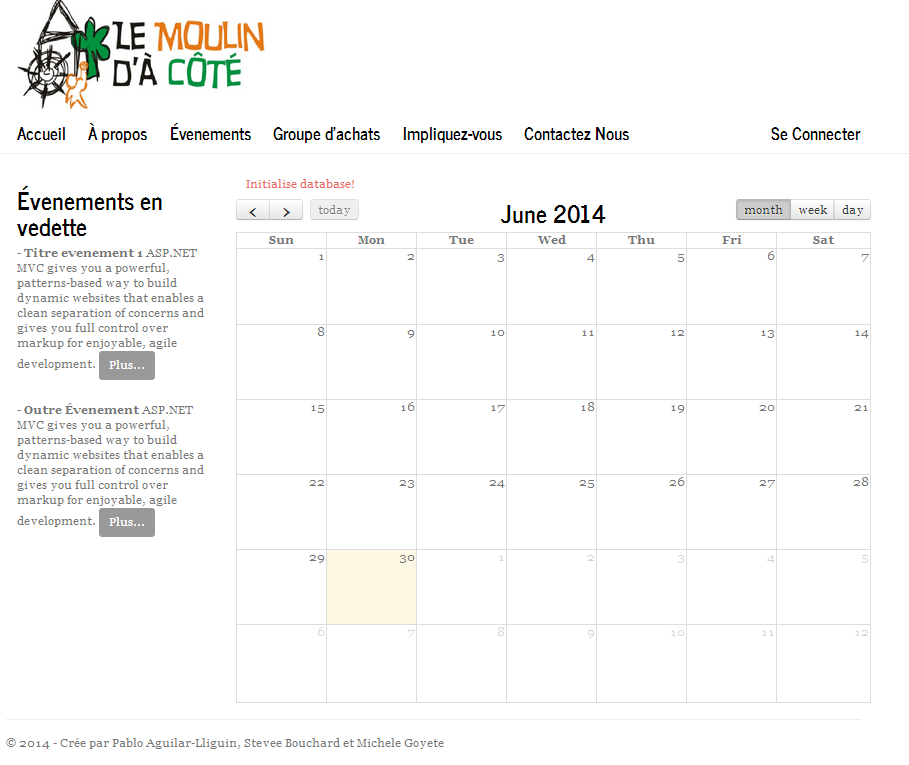 LE MOULIN
D'À CÔTÉ
Accueil À propos Évenements Groupe d'achats Impliquez-vous Contactez Nous Se Connecter
Évenements en
vedette
- Titre evenement 1 ASP.NET
MVC gives you a powerful,
patterns-based way to build
dynamic websites that enables a
clean separation of concerns and
gives you full control over
markup for enjoyable, agile
development. Plus...
- Outre Évenement ASP.NET
MVC gives you a powerful,
patterns-based way to build
dynamic websites that enables a
clean separation of concerns and
gives you full control over
markup for enjoyable, agile
development. Plus...
Initialise database!
< > today June 2014 month week day
Sun Mon Tue Wed Thu Fri Sat
1 2 3 4 5 6 7
8 9 10 11 12 13 14
15 16 17 18 19 20 21
22 23 24 25 26 27 28
29 30 1 2 3 4 5
6 7 8 9 10 11 12
© 2014 - Crée par Pablo Aguilar-Lliguin, Stevee Bouchard et Michele Goyete